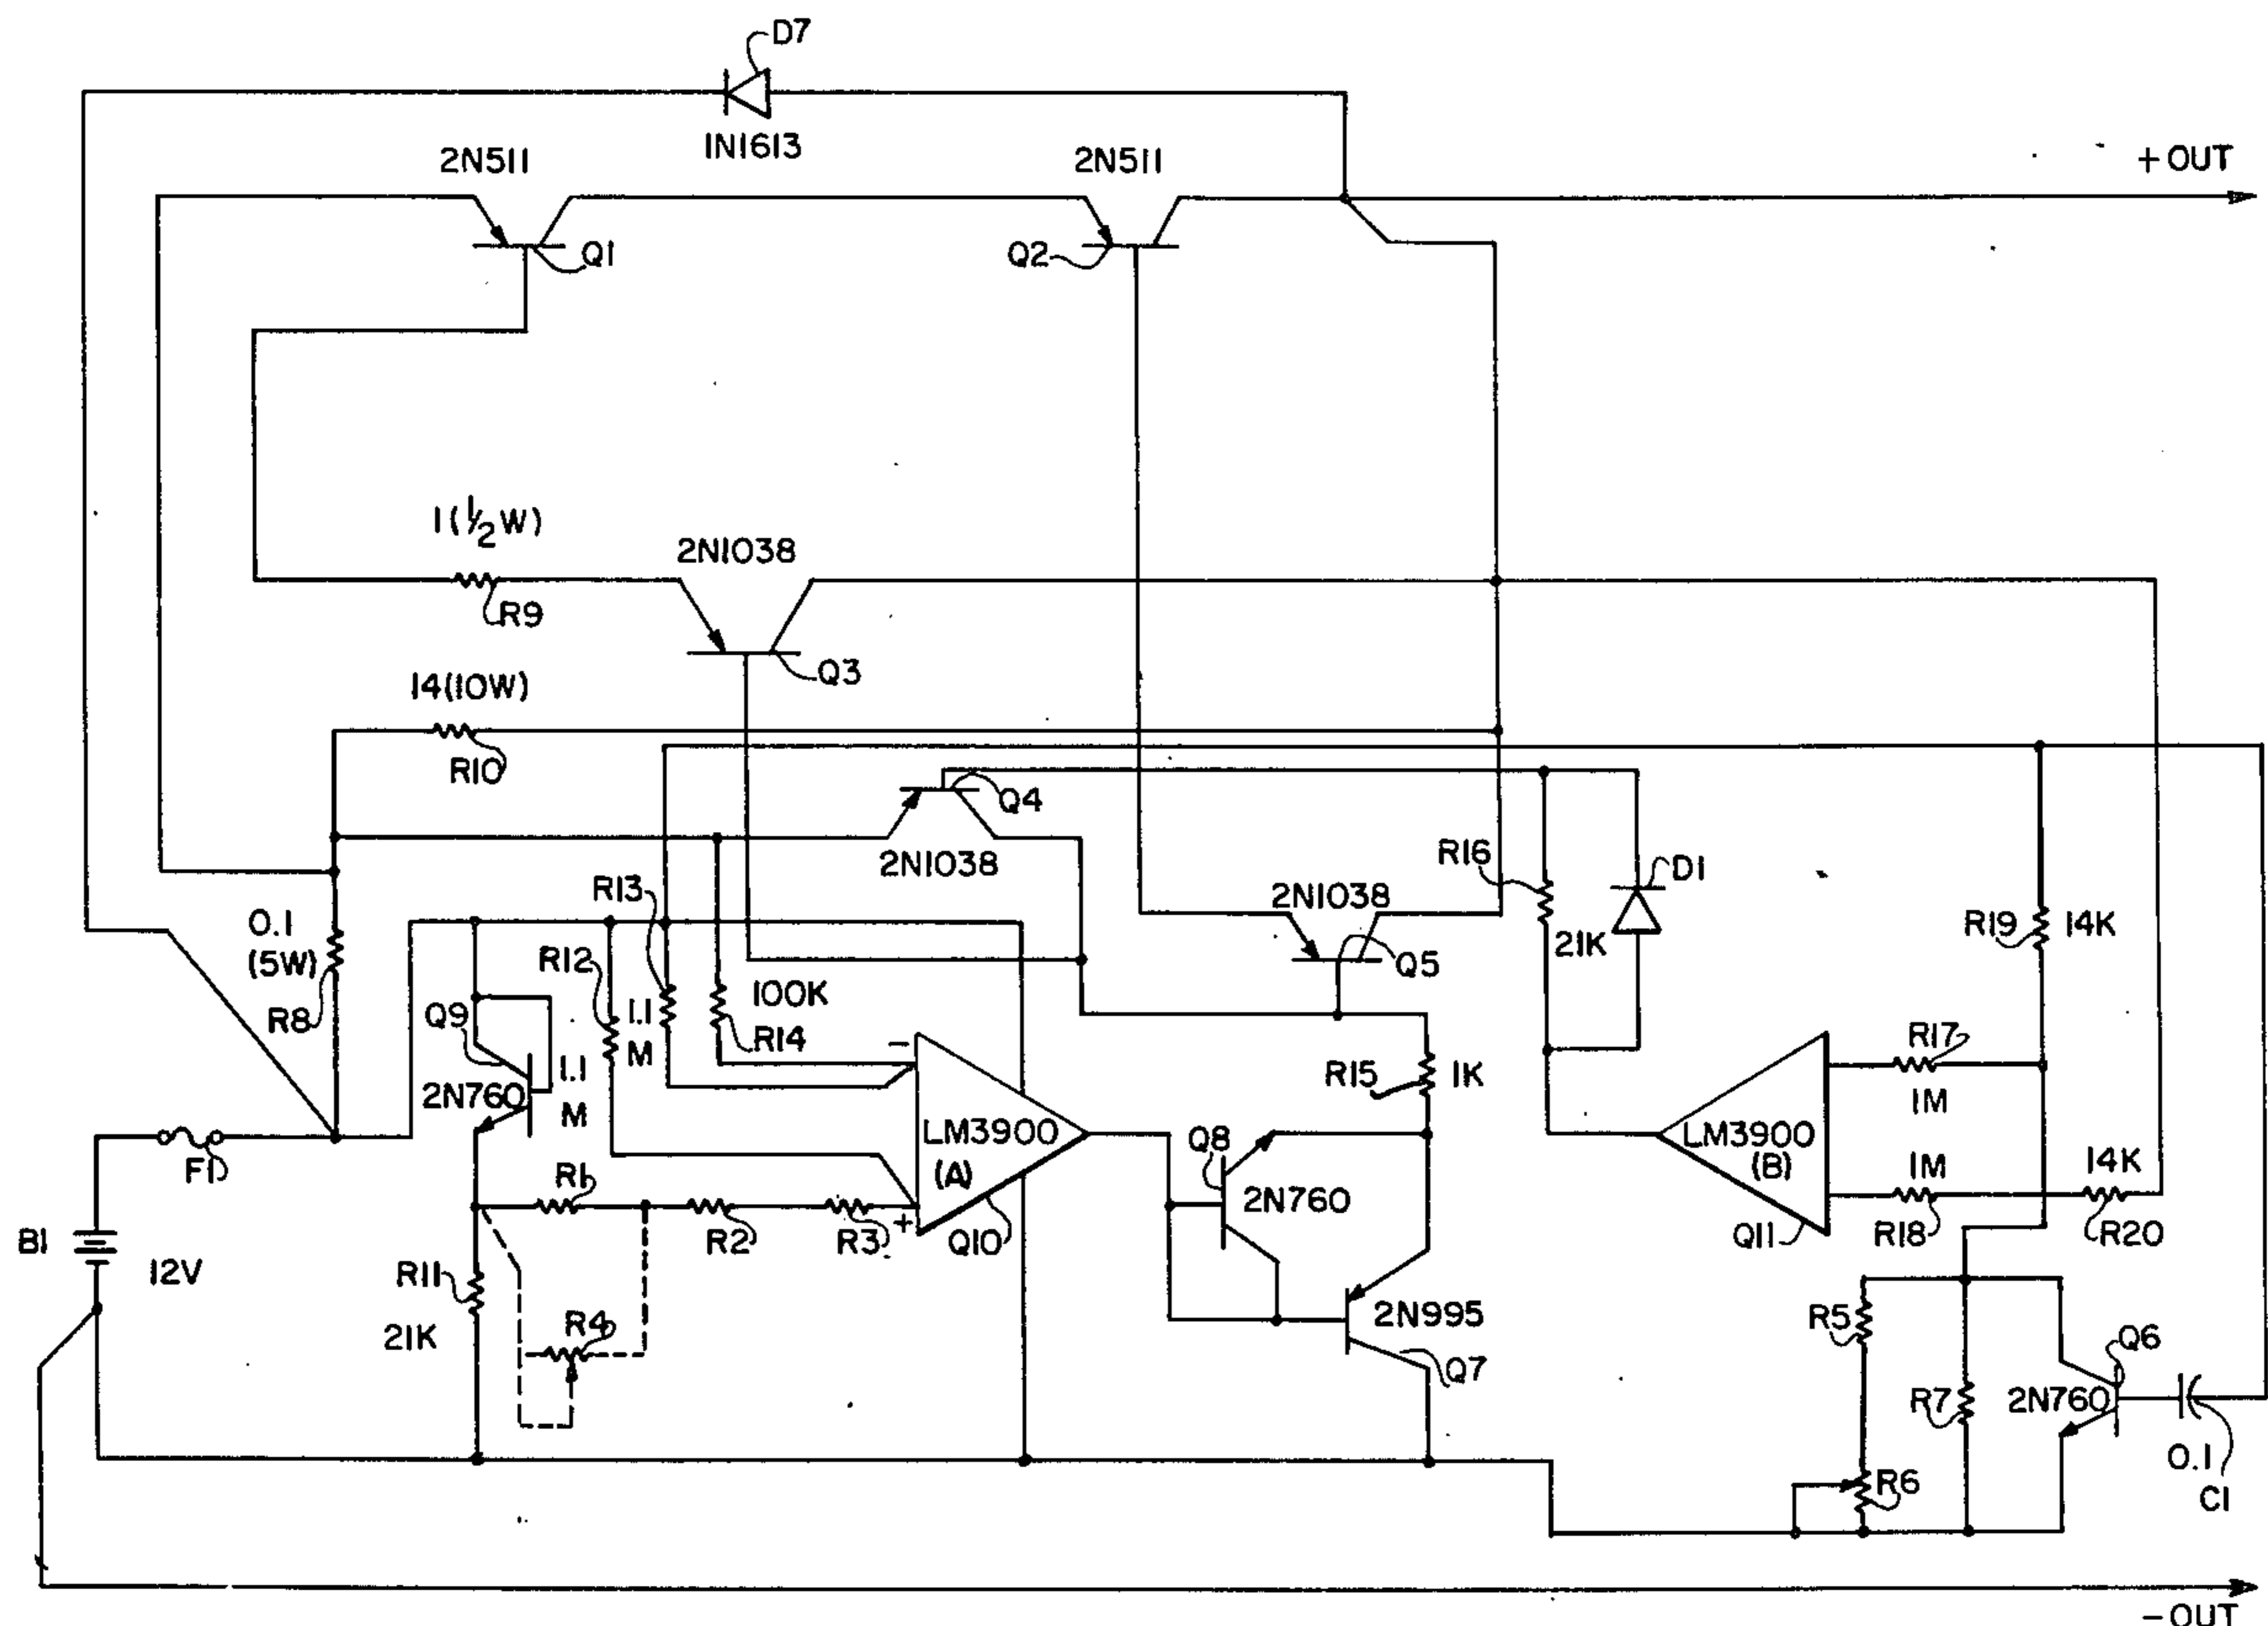 D7
1N1613
2N511
2N511
+ OUT
Q1
Q2
1(½W)
2N1038
R9
Q3
14(10W)
R10
Q4
2N1038
R16
D1
R13
2N1038
0.1
(5W)
R12
21K
R19
14K
Q5
R8
Q9
1.1
M
100K
R14
-
R15
1K
R17
1M
2N760
1.1
M
LM3900
(A)
Q8
LM3900
(B)
F1
R1
1M
14K
2N760
B1
12V
R2
R3
+
Q10
Q11
R18
R20
R11
21K
R4
2N995
Q7
R5
Q6
R7
2N760
R6
0.1
C1
- OUT